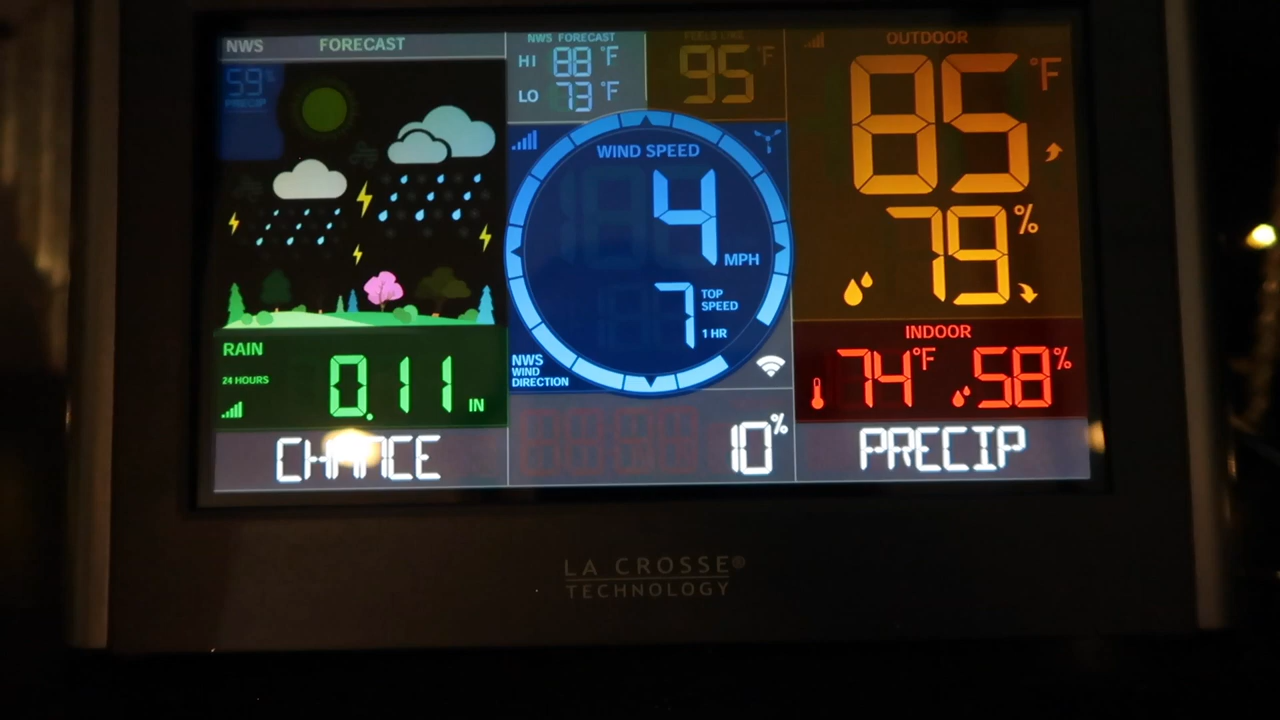 NWS FORECAST
59%
PRECIP
NWS FORECAST
HI 88 °F
LO 73 °F
FEELS LIKE
95 °F
OUTDOOR
85 °F
79 %
WIND SPEED
4 MPH
7 TOP SPEED 1 HR
NWS
WIND
DIRECTION
INDOOR
74 °F 58 %
RAIN
24 HOURS
0.11 IN
CHANCE 10% PRECIP
LA CROSSE®
TECHNOLOGY